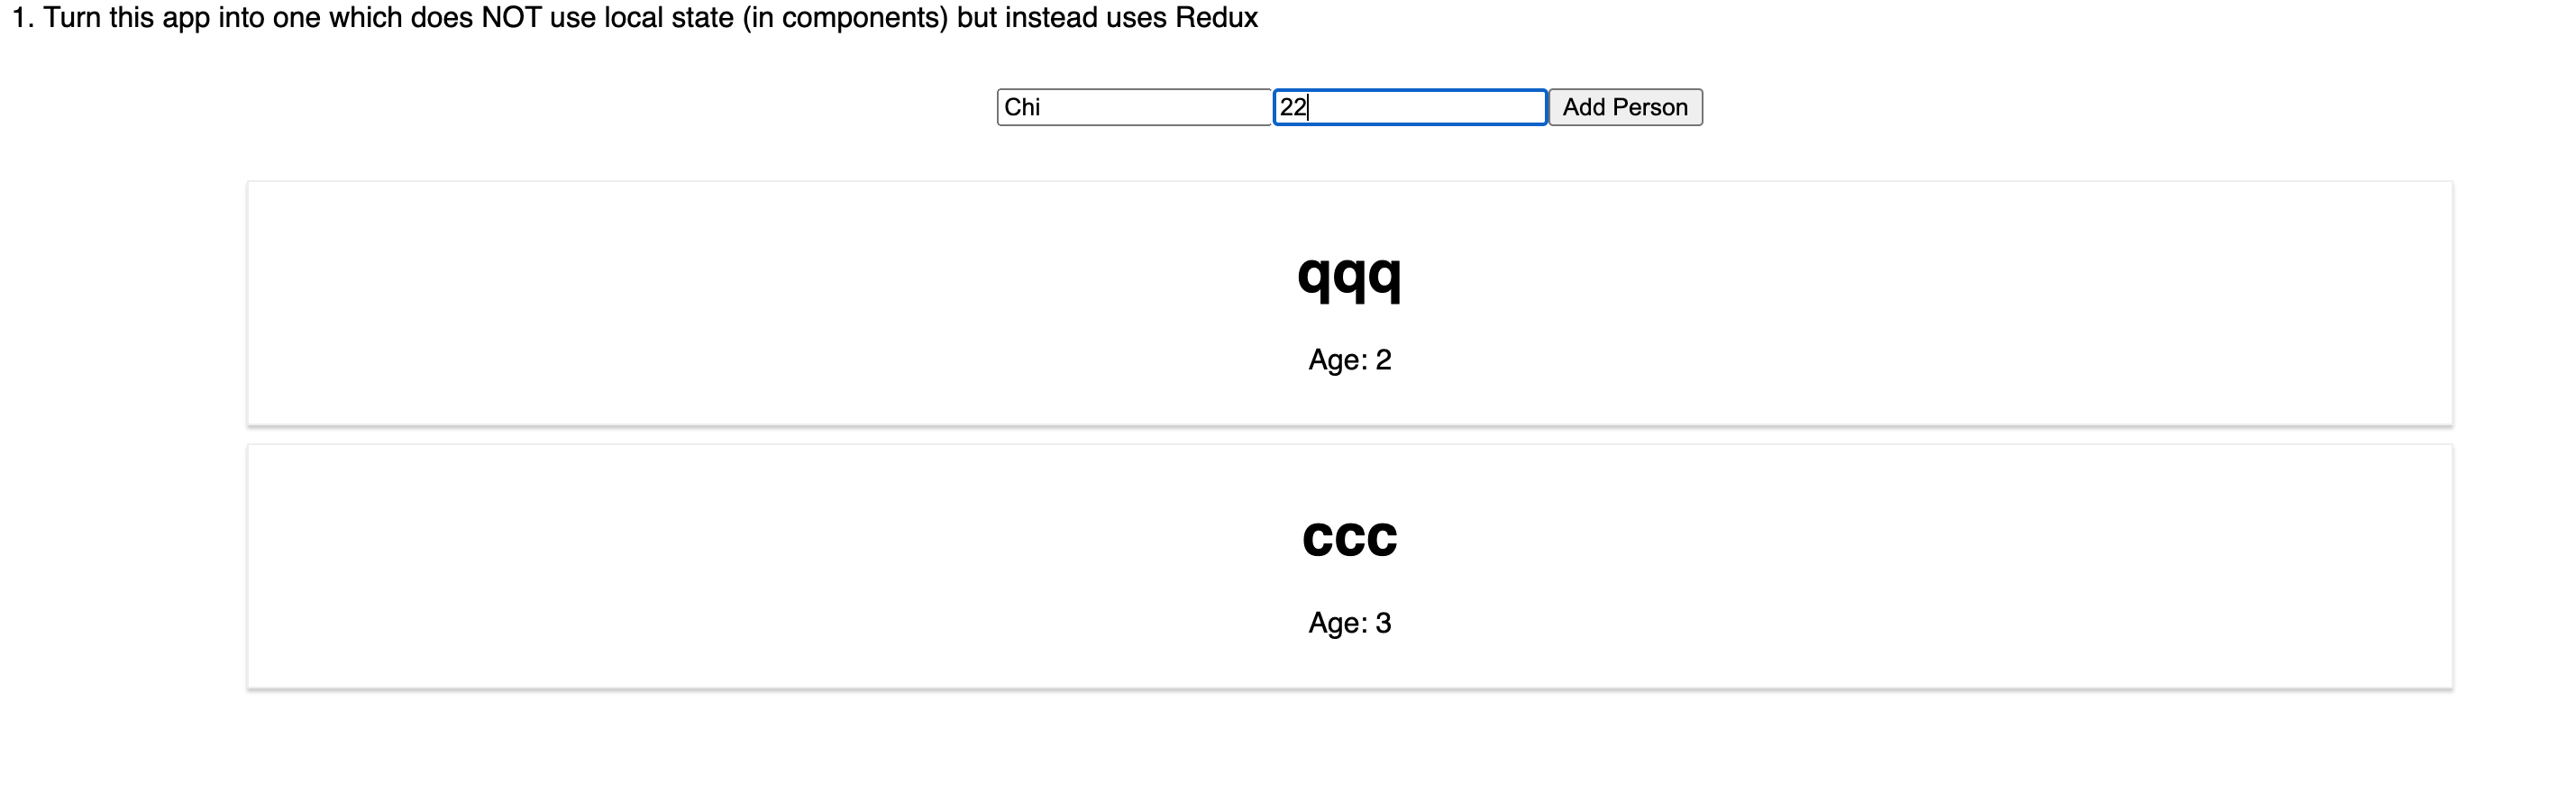 1. Turn this app into one which does NOT use local state (in components) but instead uses Redux
Chi 22 Add Person
qqq
Age: 2
ccc
Age: 3